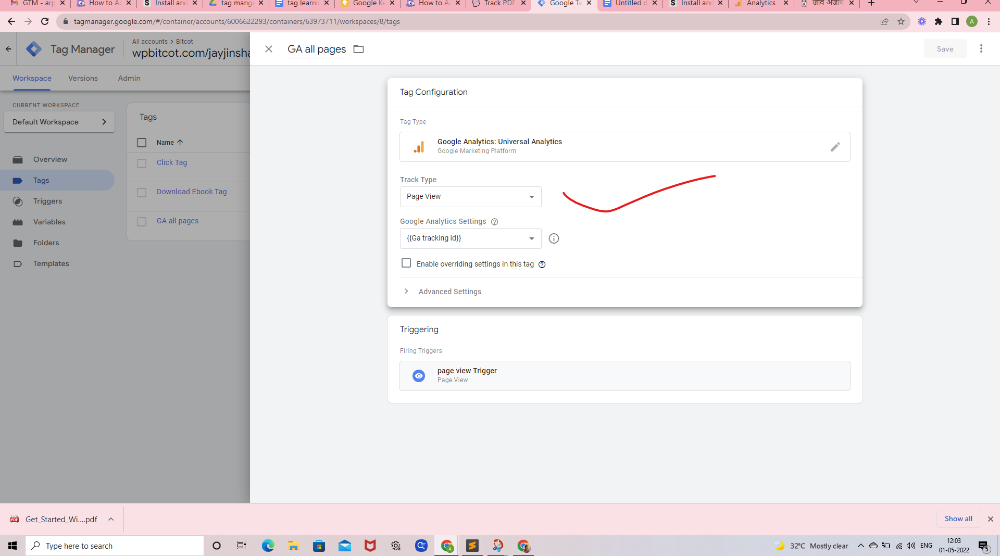 GTM - arp
How to Ac
Install and
tag mang
tag learnin
Google Ke
How to Ac
Track PDF
Google Ta
Untitled d
Install and
Analytics
जीव अजीव
tagmanager.google.com/#/container/accounts/6006622293/containers/63973711/workspaces/8/tags
A
Tag Manager
All accounts > Bitcot
wpbitcot.com/jayjinsha
GA all pages
Save
Workspace
Versions
Admin
CURRENT WORKSPACE
Default Workspace
Overview
Tags
Triggers
Variables
Folders
Templates
Tags
Name
Click Tag
Download Ebook Tag
GA all pages
Tag Configuration
Tag Type
Google Analytics: Universal Analytics
Google Marketing Platform
Track Type
Page View
Google Analytics Settings
{{Ga tracking id}}
Enable overriding settings in this tag
Advanced Settings
Triggering
Firing Triggers
page view Trigger
Page View
PDF
Get_Started_Wi....pdf
Show all
Type here to search
A
32°C Mostly clear
ENG
12:03
01-05-2022
5